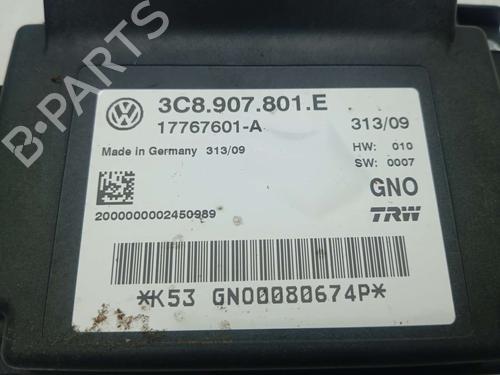 3C8.907.801.E
17767601-A
313/09
Made in Germany 313/09
HW: 010
SW: 0007
GNO
2000000002450989
TRW
*K53 GNO0080674P*
B-PARTS